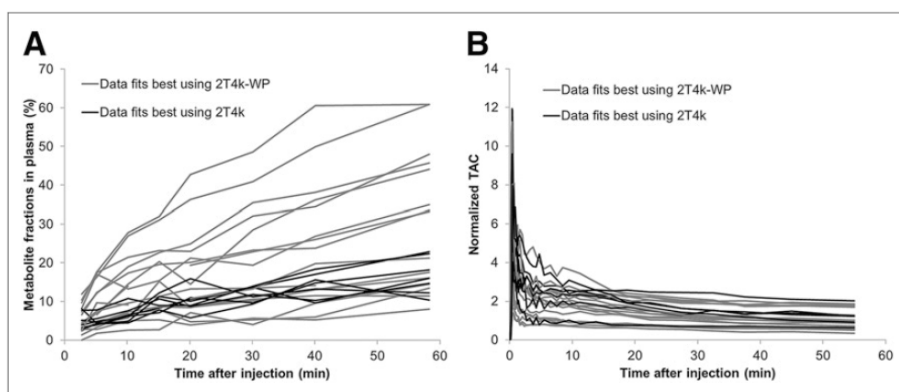 A
70
60
50
40
30
20
10
0
Metabolite fractions in plasma (%)
Data fits best using 2T4k-WP
Data fits best using 2T4k
0 10 20 30 40 50 60
Time after injection (min)
B
14
12
10
8
6
4
2
0
Normalized TAC
Data fits best using 2T4k-WP
Data fits best using 2T4k
0 10 20 30 40 50 60
Time after injection (min)